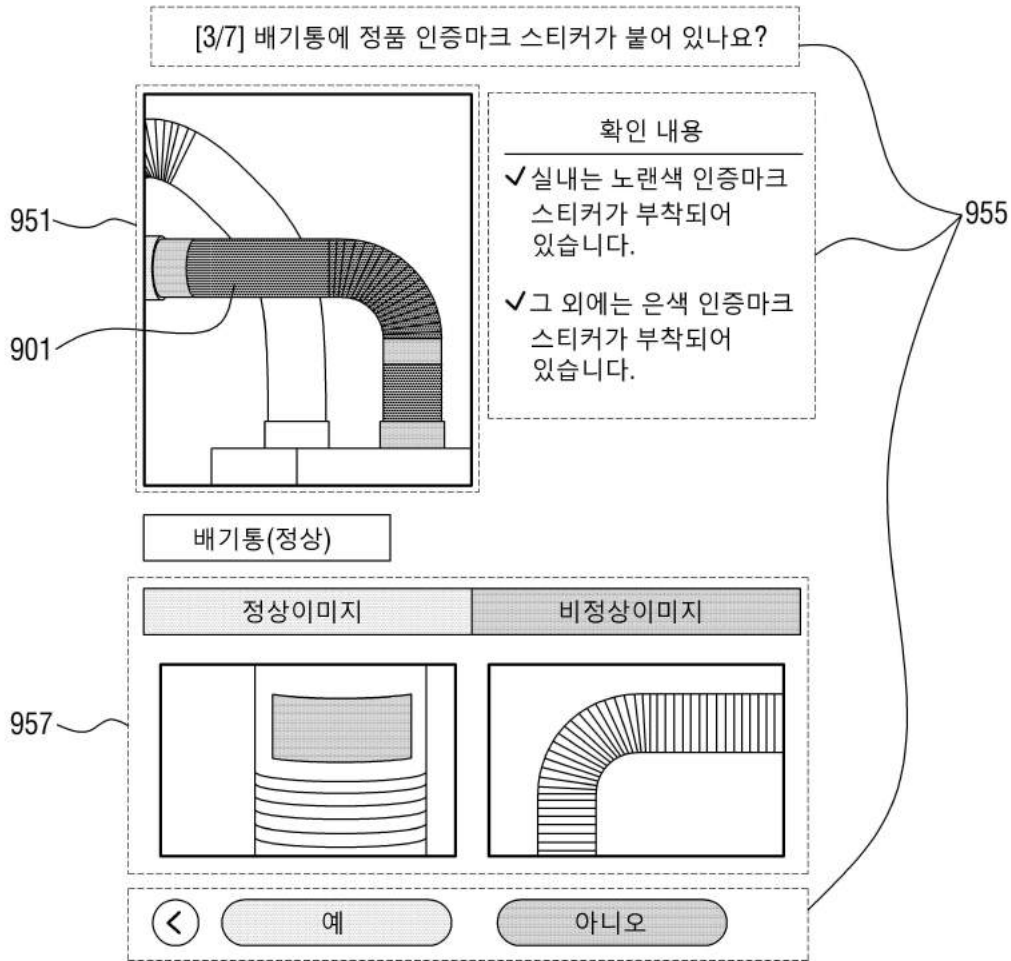 [3/7] 배기통에 정품 인증마크 스티커가 붙어 있나요?
확인 내용
✓실내는 노랜색 인증마크
스티커가 부착되어
있습니다.
✓그 외에는 은색 인증마크
스티커가 부착되어
있습니다.
951
901
955
배기통(정상)
정상이미지
비정상이미지
957
<
예
아니오